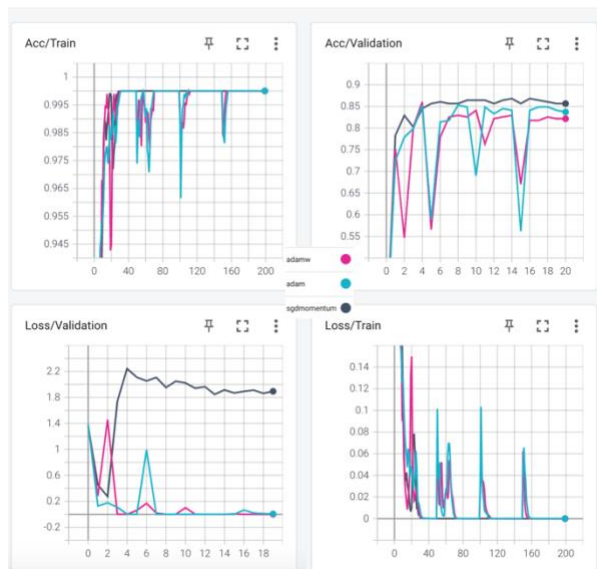 Acc/Train
1
0.995
0.985
0.975
0.965
0.955
0.945
0 40 80 120 160 200
Acc/Validation
0.9
0.85
0.8
0.75
0.7
0.65
0.6
0.55
0 2 4 6 8 10 12 14 16 18 20
adamw
adam
sgdmomentum
Loss/Validation
2.2
1.8
1.4
1
0.6
0.2
-0.2
0 2 4 6 8 10 12 14 16 18
Loss/Train
0.14
0.12
0.1
0.08
0.06
0.04
0.02
0
0 40 80 120 160 200